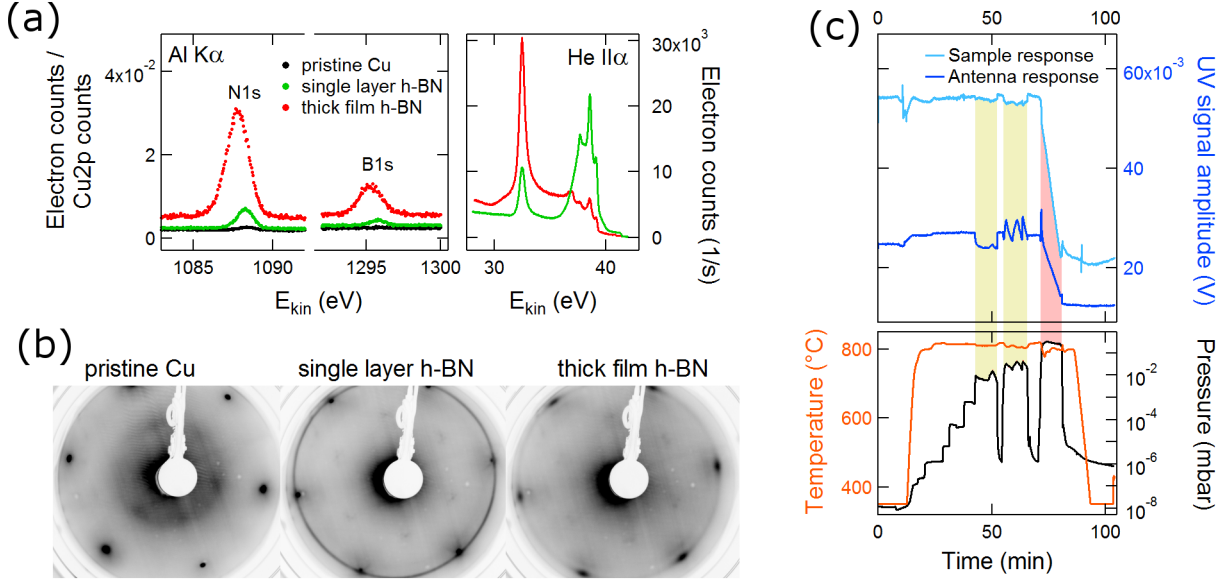 (a)
Al Kα
pristine Cu
single layer h-BN
thick film h-BN
N1s
B1s
4x10⁻²
2
0
Electron counts /
Cu2p counts
1085
1090
1295
1300
E_kin (eV)
He IIα
30x10³
20
10
0
Electron counts (1/s)
30
40
E_kin (eV)
(b)
pristine Cu
single layer h-BN
thick film h-BN
(c)
0
50
100
Sample response
Antenna response
60x10⁻³
40
20
UV signal amplitude (V)
800
600
400
Temperature (°C)
10⁻²
10⁻⁴
10⁻⁶
10⁻⁸
Pressure (mbar)
0
50
100
Time (min)